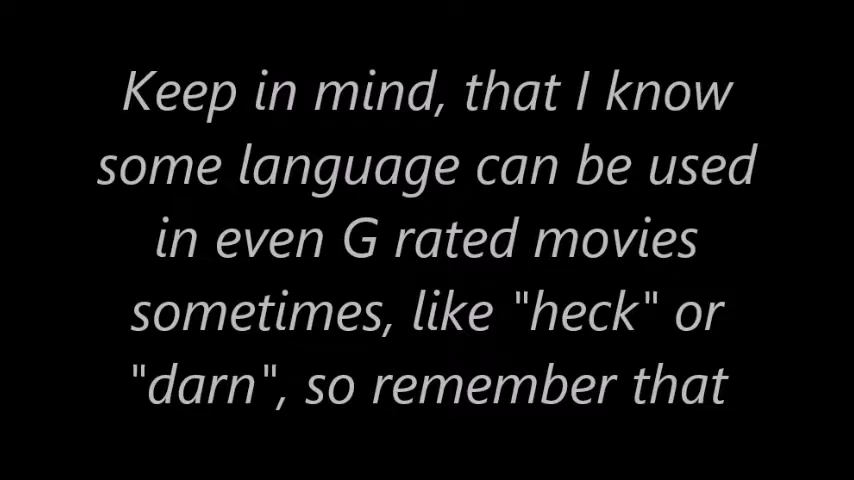 Keep in mind, that I know
some language can be used
in even G rated movies
sometimes, like "heck" or
"darn", so remember that